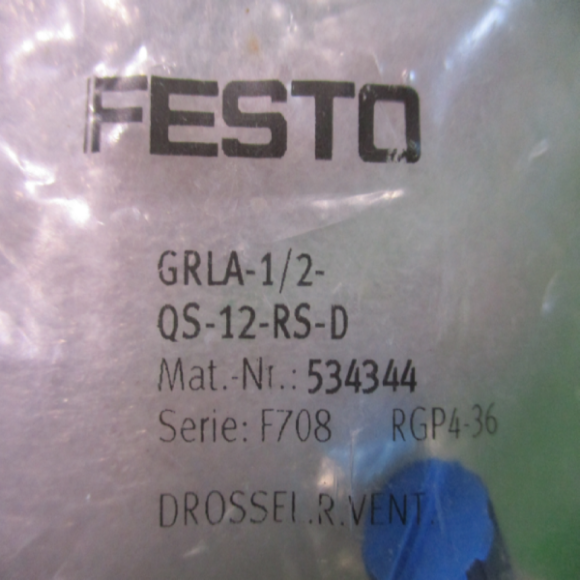 FESTO
GRLA-1/2-
QS-12-RS-D
Mat.-Nr.: 534344
Serie: F708 RGP4-36
DROSSEL.R.VENT.